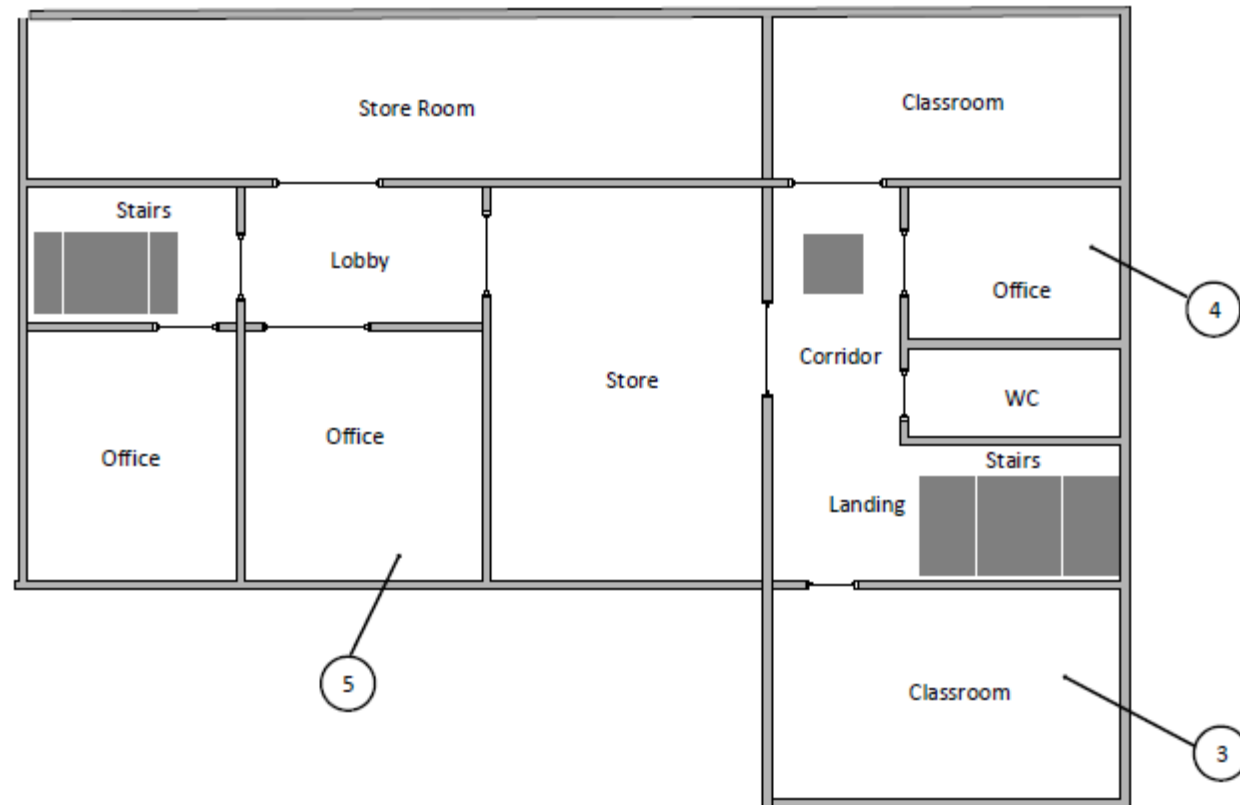 Store Room
Classroom
Stairs
Lobby
Office
4
Corridor
Store
WC
Office
Office
Stairs
Landing
5
Classroom
3